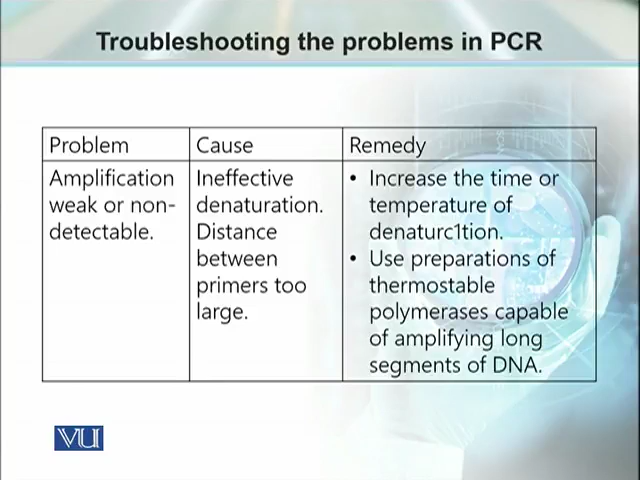 Troubleshooting the problems in PCR
Problem
Cause
Remedy
Amplification
weak or non-
detectable.
Ineffective
denaturation.
Distance
between
primers too
large.
• Increase the time or
temperature of
denaturc1tion.
• Use preparations of
thermostable
polymerases capable
of amplifying long
segments of DNA.
VU